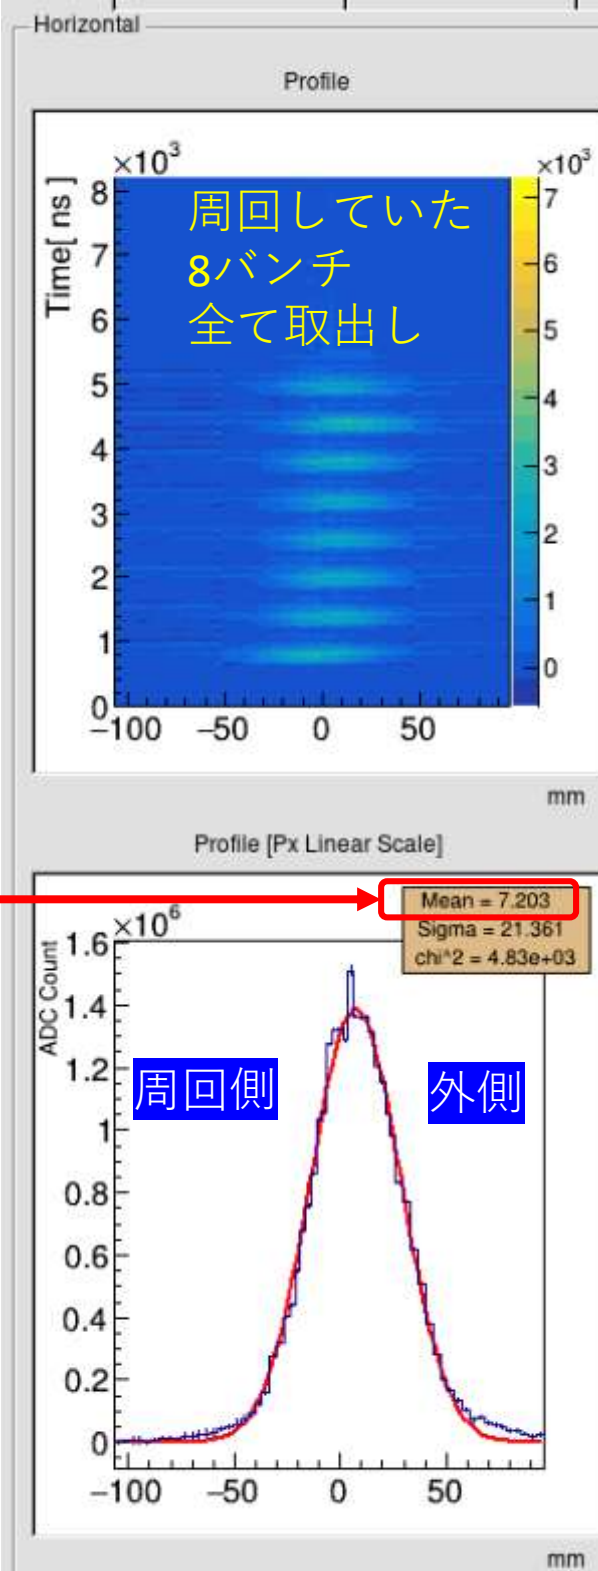 Horizontal
Profile
×10³
×10³
Time[ ns ]
8
7
6
5
4
3
2
1
0
周回していた
8バンチ
全て取出し
7
6
5
4
3
2
1
0
−100 −50 0 50
mm
Profile [Px Linear Scale]
Mean = 7.203
Sigma = 21.361
chi^2 = 4.83e+03
×10⁶
ADC Count
1.6
1.4
1.2
1
0.8
0.6
0.4
0.2
0
周回側
外側
−100 −50 0 50
mm